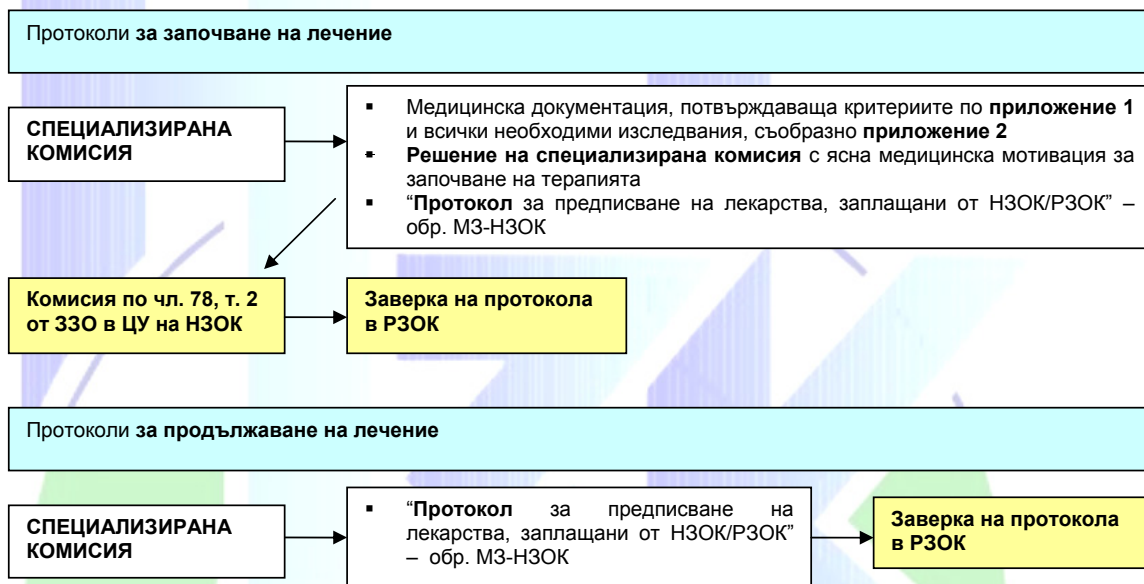 Протоколи за започване на лечение
СПЕЦИАЛИЗИРАНА
КОМИСИЯ
▪ Медицинска документация, потвърждаваща критериите по приложение 1
и всички необходими изследвания, съобразно приложение 2
▪ Решение на специализирана комисия с ясна медицинска мотивация за
започване на терапията
▪ “Протокол за предписване на лекарства, заплащани от НЗОК/РЗОК” –
обр. МЗ-НЗОК
Комисия по чл. 78, т. 2
от ЗЗО в ЦУ на НЗОК
Заверка на протокола
в РЗОК
Протоколи за продължаване на лечение
СПЕЦИАЛИЗИРАНА
КОМИСИЯ
▪ “Протокол за предписване на
лекарства, заплащани от НЗОК/РЗОК”
– обр. МЗ-НЗОК
Заверка на протокола
в РЗОК